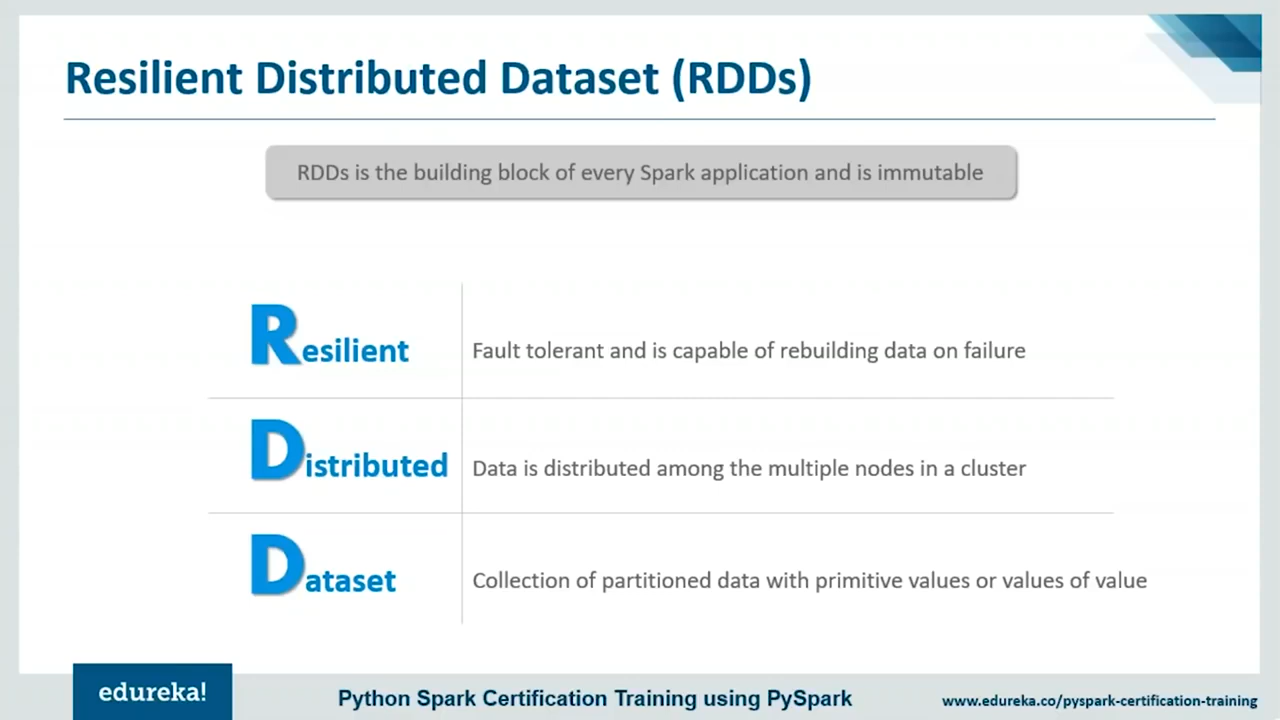 Resilient Distributed Dataset (RDDs)
RDDs is the building block of every Spark application and is immutable
Resilient
Fault tolerant and is capable of rebuilding data on failure
Distributed
Data is distributed among the multiple nodes in a cluster
Dataset
Collection of partitioned data with primitive values or values of value
edureka!
Python Spark Certification Training using PySpark
www.edureka.co/pyspark-certification-training